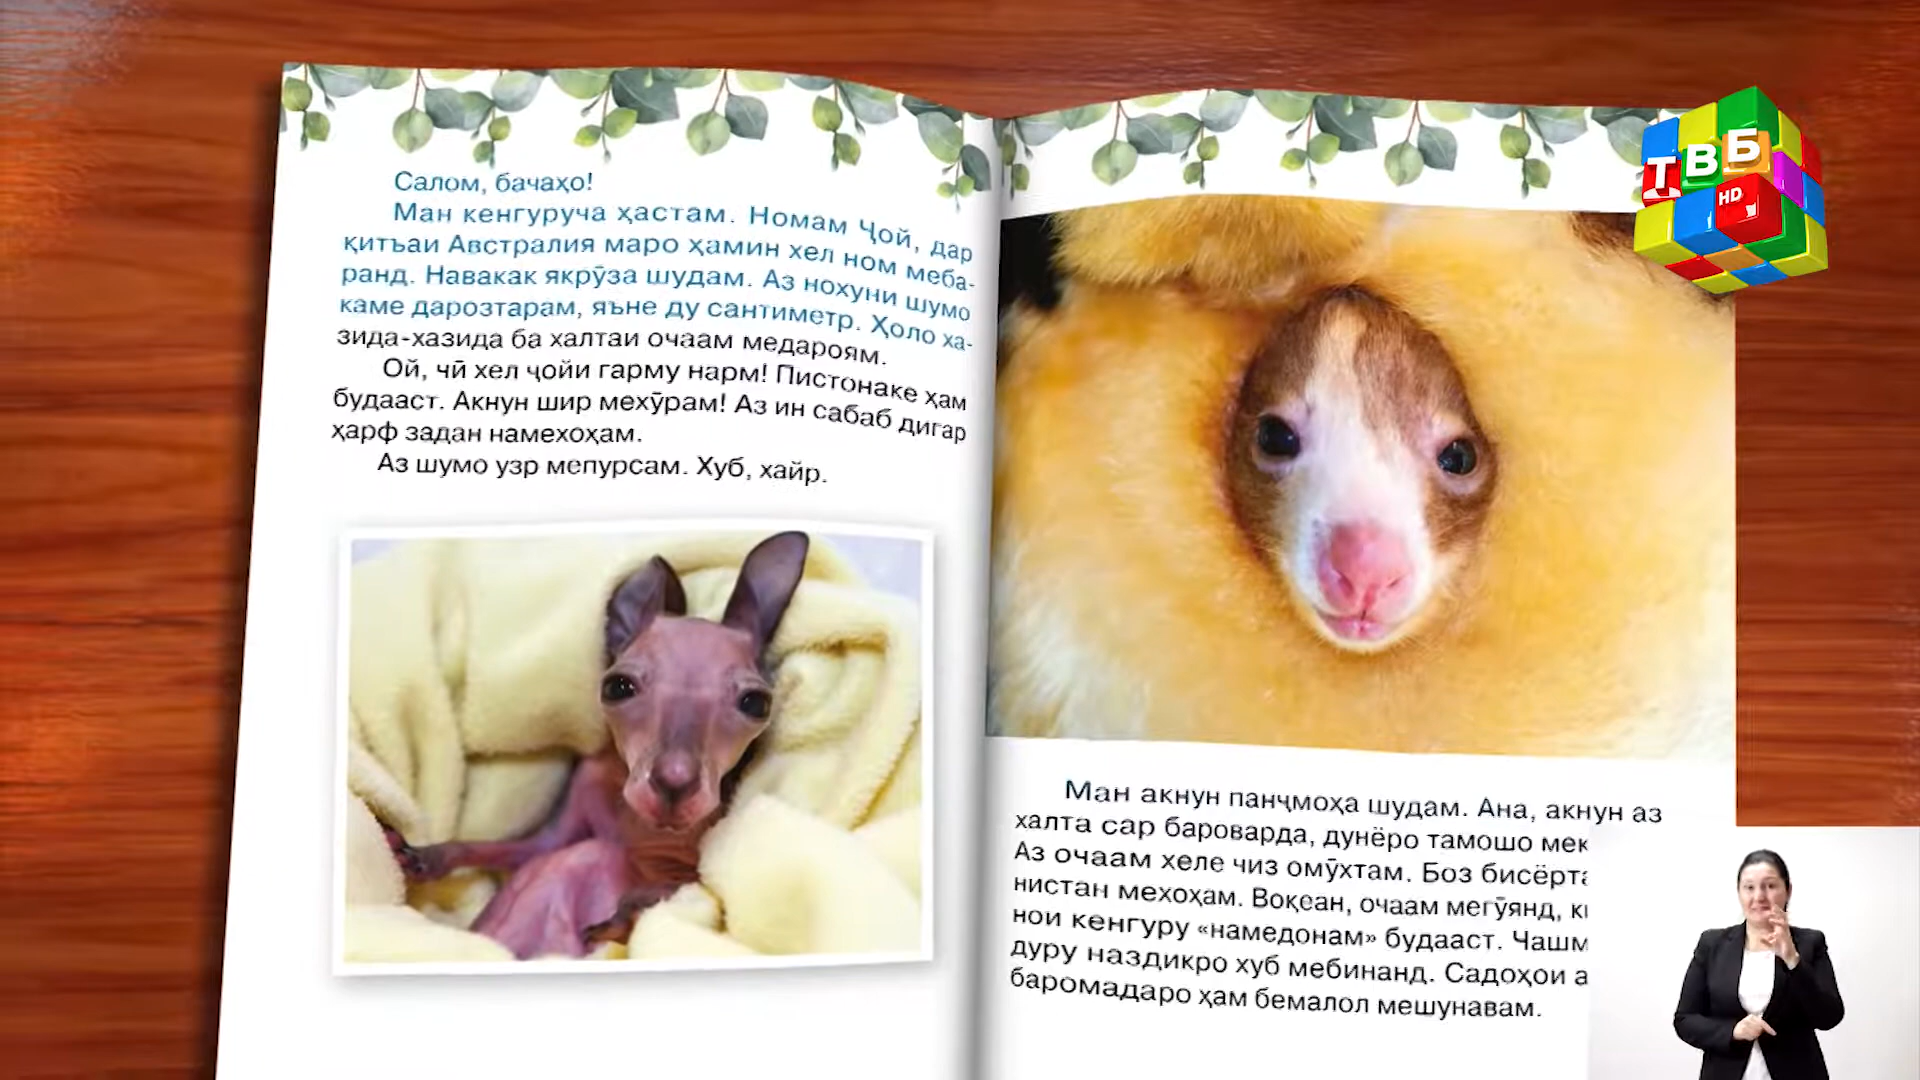 Салом, бачаҳо!
Ман кенгуруча ҳастам. Номам Ҷой, дар
қитъаи Австралия маро ҳамин хел ном меба-
ранд. Навакак якрӯза шудам. Аз нохуни шумо
каме дарозтарам, яъне ду сантиметр. Ҳоло ха-
зида-хазида ба халтаи очаам медароям.
Ой, чӣ хел ҷойи гарму нарм! Пистонаке ҳам
будааст. Акнун шир мехӯрам! Аз ин сабаб дигар
ҳарф задан намехоҳам.
Аз шумо узр мепурсам. Хуб, хайр.
Ман акнун панҷмоҳа шудам. Ана, акнун аз
халта сар бароварда, дунёро тамошо
Аз очаам хеле чиз омӯхтам. Боз
нистан мехоҳам. Воқеан, очаам мегӯянд,
нои кенгуру «намедонам» будааст.
дуру наздикро хуб мебинанд. Садоҳои
баромадаро ҳам бемалол мешунавам.
ТВБ
HD